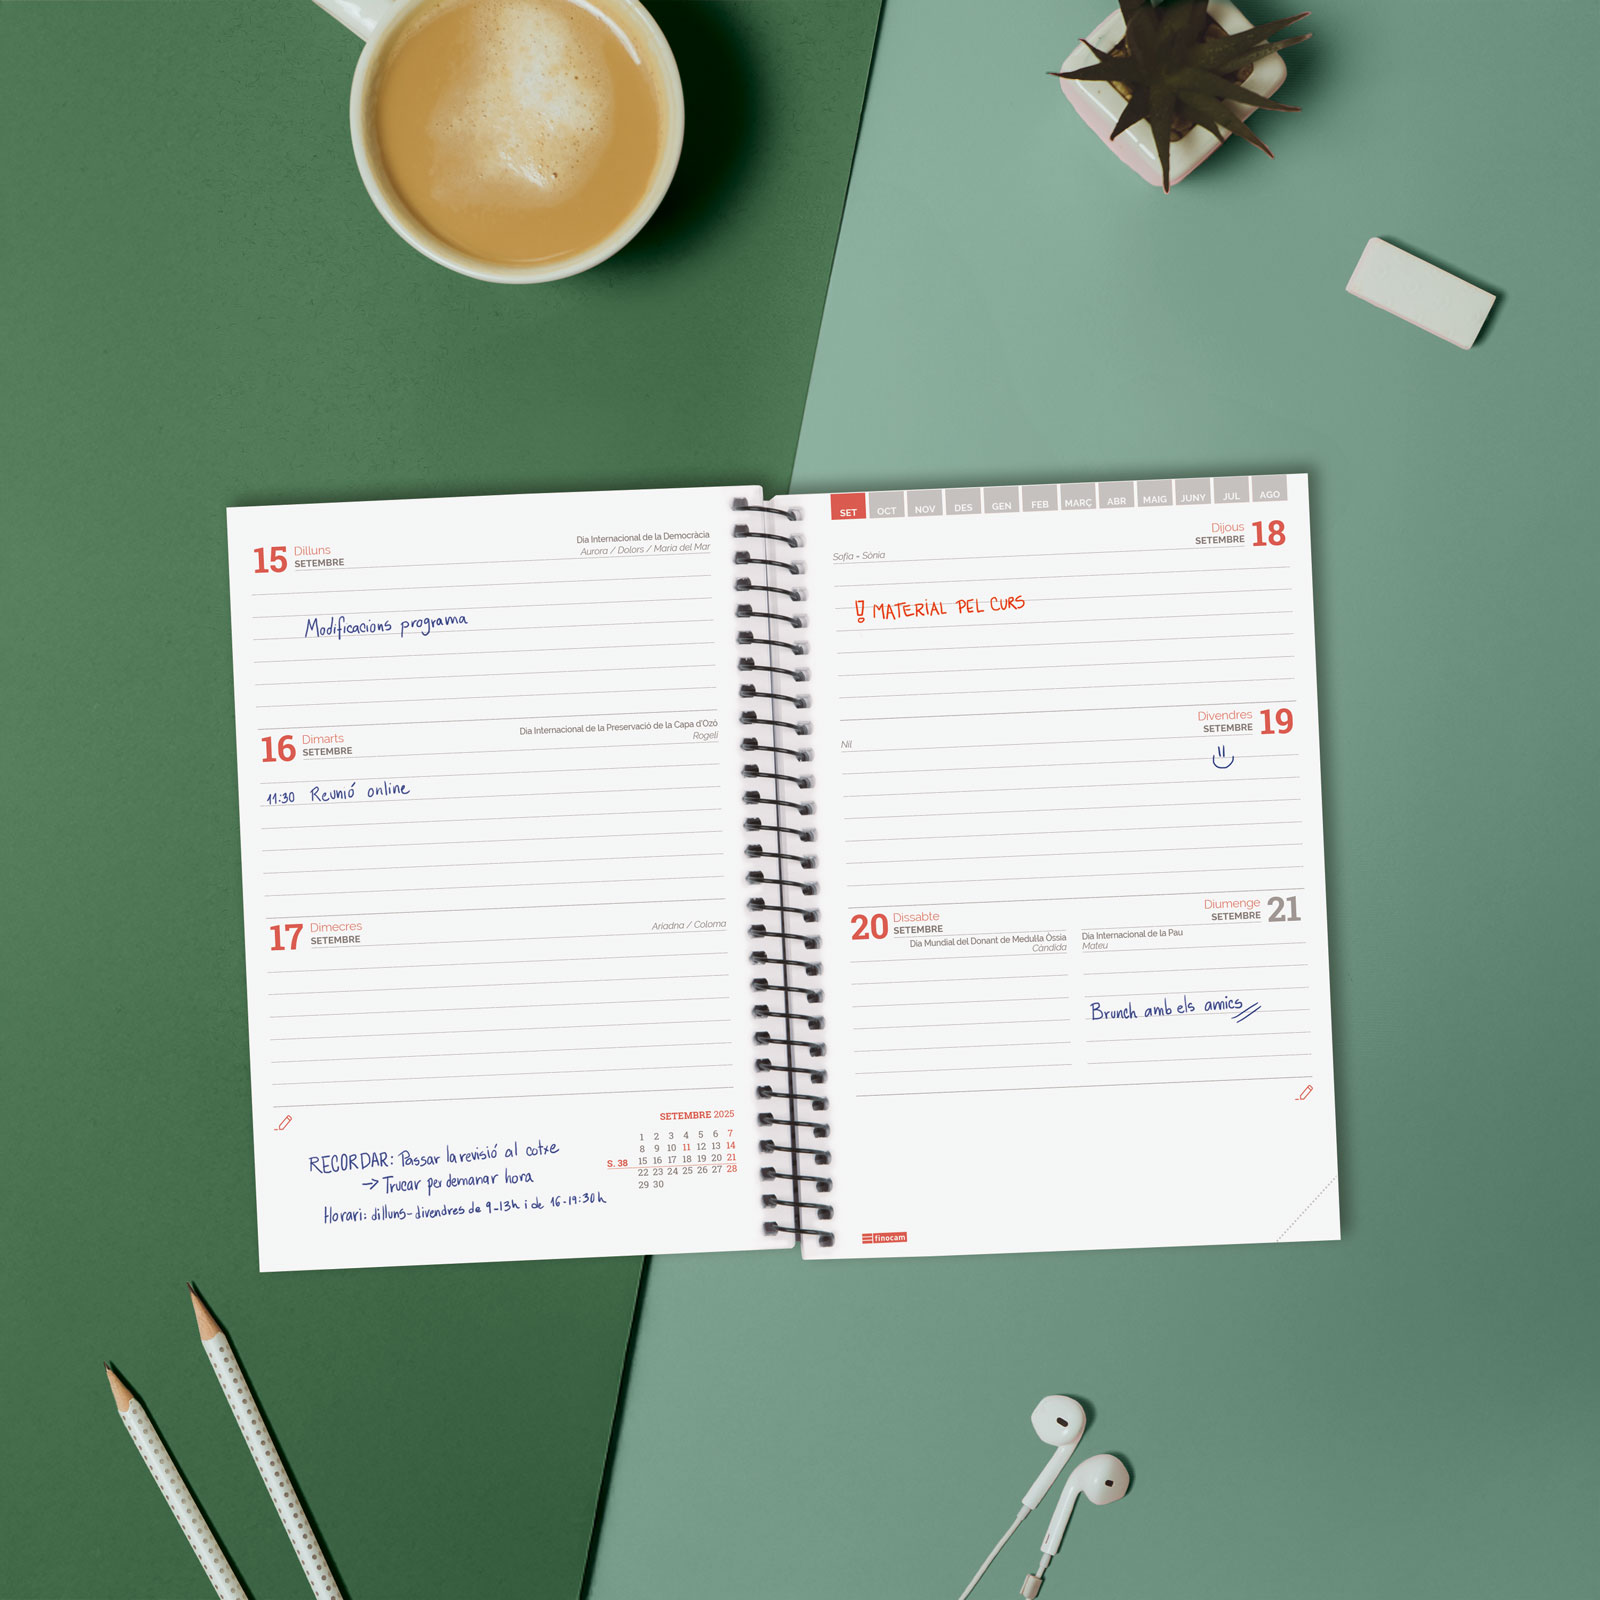 15 Dilluns
SETEMBRE
Dia Internacional de la Democràcia
Aurora / Dolors / Maria del Mar
Modificacions programa
16 Dimarts
SETEMBRE
Dia Internacional de la Preservació de la Capa d'Ozó
Rogeli
11:30 Reunió online
17 Dimecres
SETEMBRE
Ariadna / Coloma
RECORDAR: Passar la revisió al cotxe
→ Trucar per demanar hora
Horari: dilluns-divendres de 9-13h i de 16-19:30h
SETEMBRE 2025
1 2 3 4 5 6 7
8 9 10 11 12 13 14
S. 38 15 16 17 18 19 20 21
22 23 24 25 26 27 28
29 30
SET OCT NOV DES GEN FEB MARÇ ABR MAIG JUNY JUL AGO
Dijous 18
SETEMBRE
Sofia - Sònia
! MATERIAL PEL CURS
Divendres 19
SETEMBRE
Nil
20 Dissabte
SETEMBRE
Dia Mundial del Donant de Medul·la Òssia
Càndida
Diumenge 21
SETEMBRE
Dia Internacional de la Pau
Mateu
Brunch amb els amics
finocam